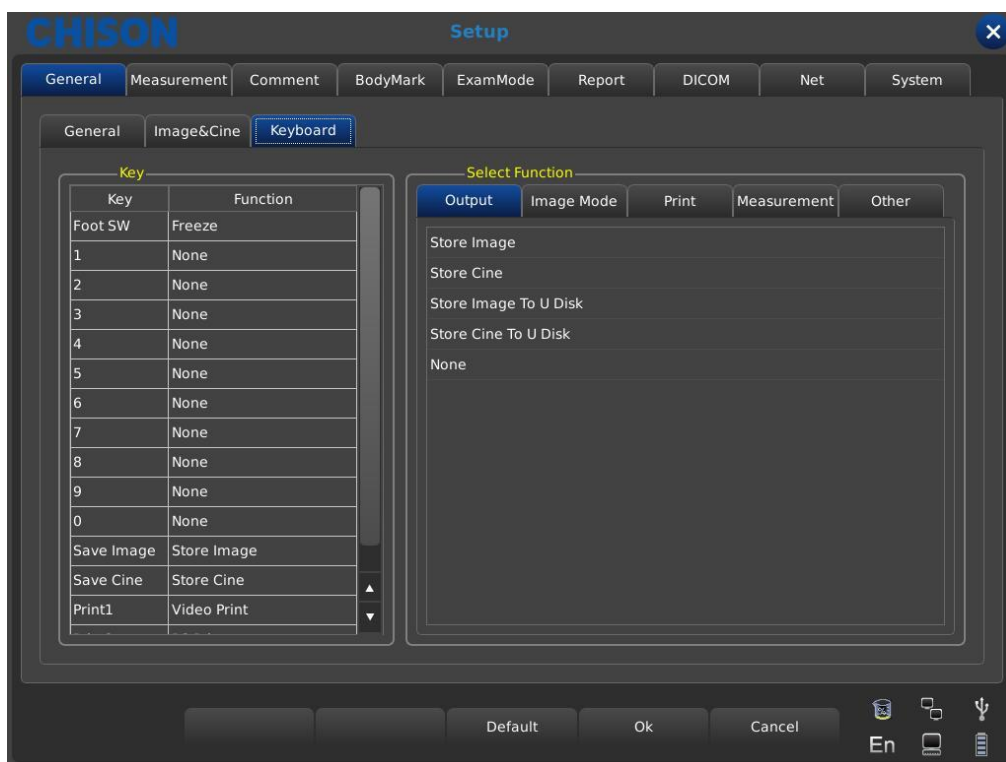 CHISON
Setup
General Measurement Comment BodyMark ExamMode Report DICOM Net System
General Image&Cine Keyboard
Key
Key Function
Foot SW Freeze
1 None
2 None
3 None
4 None
5 None
6 None
7 None
8 None
9 None
0 None
Save Image Store Image
Save Cine Store Cine
Print1 Video Print
Select Function
Output Image Mode Print Measurement Other
Store Image
Store Cine
Store Image To U Disk
Store Cine To U Disk
None
Default Ok Cancel
En